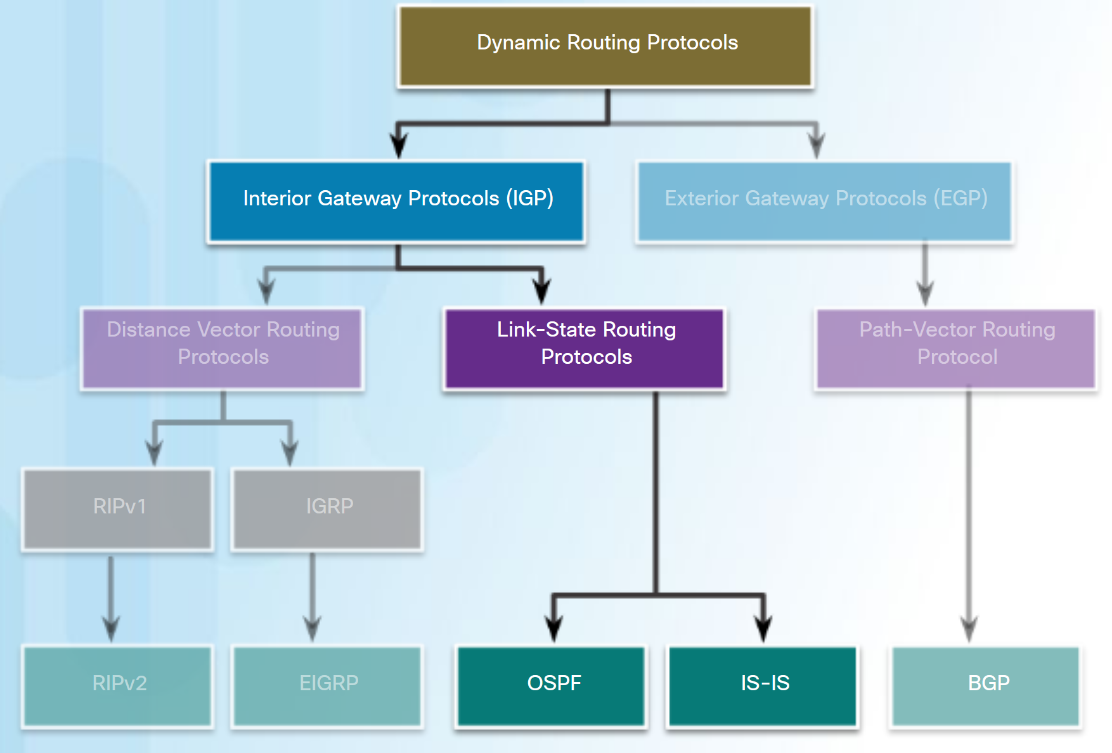 Dynamic Routing Protocols
Interior Gateway Protocols (IGP)
Exterior Gateway Protocols (EGP)
Distance Vector Routing
Protocols
Link-State Routing
Protocols
Path-Vector Routing
Protocol
RIPv1
IGRP
RIPv2
EIGRP
OSPF
IS-IS
BGP